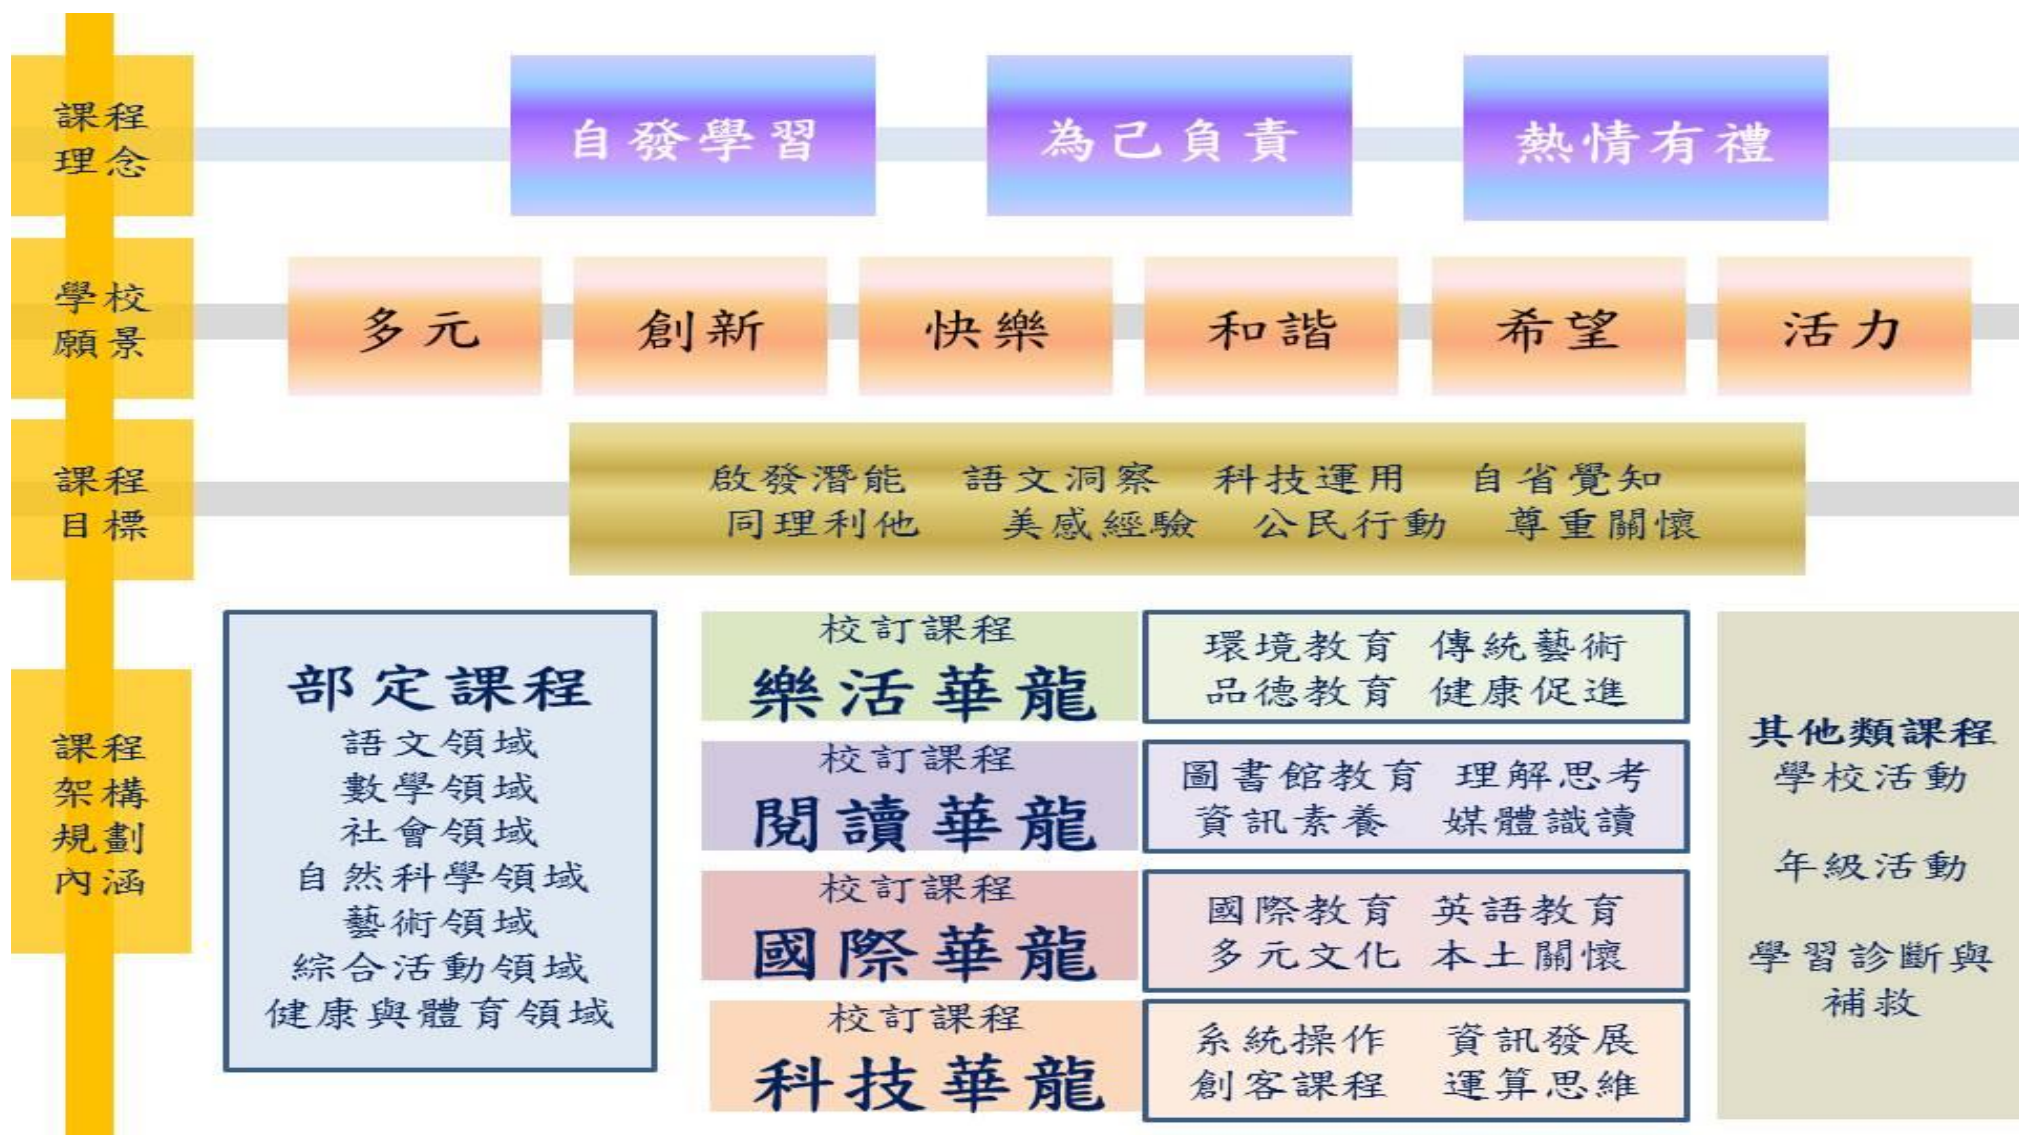 課程
理念
自發學習
為己負責
熱情有禮
學校
願景
多元
創新
快樂
和諧
希望
活力
課程
目標
啟發潛能 語文洞察 科技運用 自省覺知
同理利他 美感經驗 公民行動 尊重關懷
課程
架構
規劃
內涵
部定課程
語文領域
數學領域
社會領域
自然科學領域
藝術領域
綜合活動領域
健康與體育領域
校訂課程
樂活華龍
環境教育 傳統藝術
品德教育 健康促進
校訂課程
閱讀華龍
圖書館教育 理解思考
資訊素養 媒體識讀
校訂課程
國際華龍
國際教育 英語教育
多元文化 本土關懷
校訂課程
科技華龍
系統操作 資訊發展
創客課程 運算思維
其他類課程
學校活動
年級活動
學習診斷與
補救